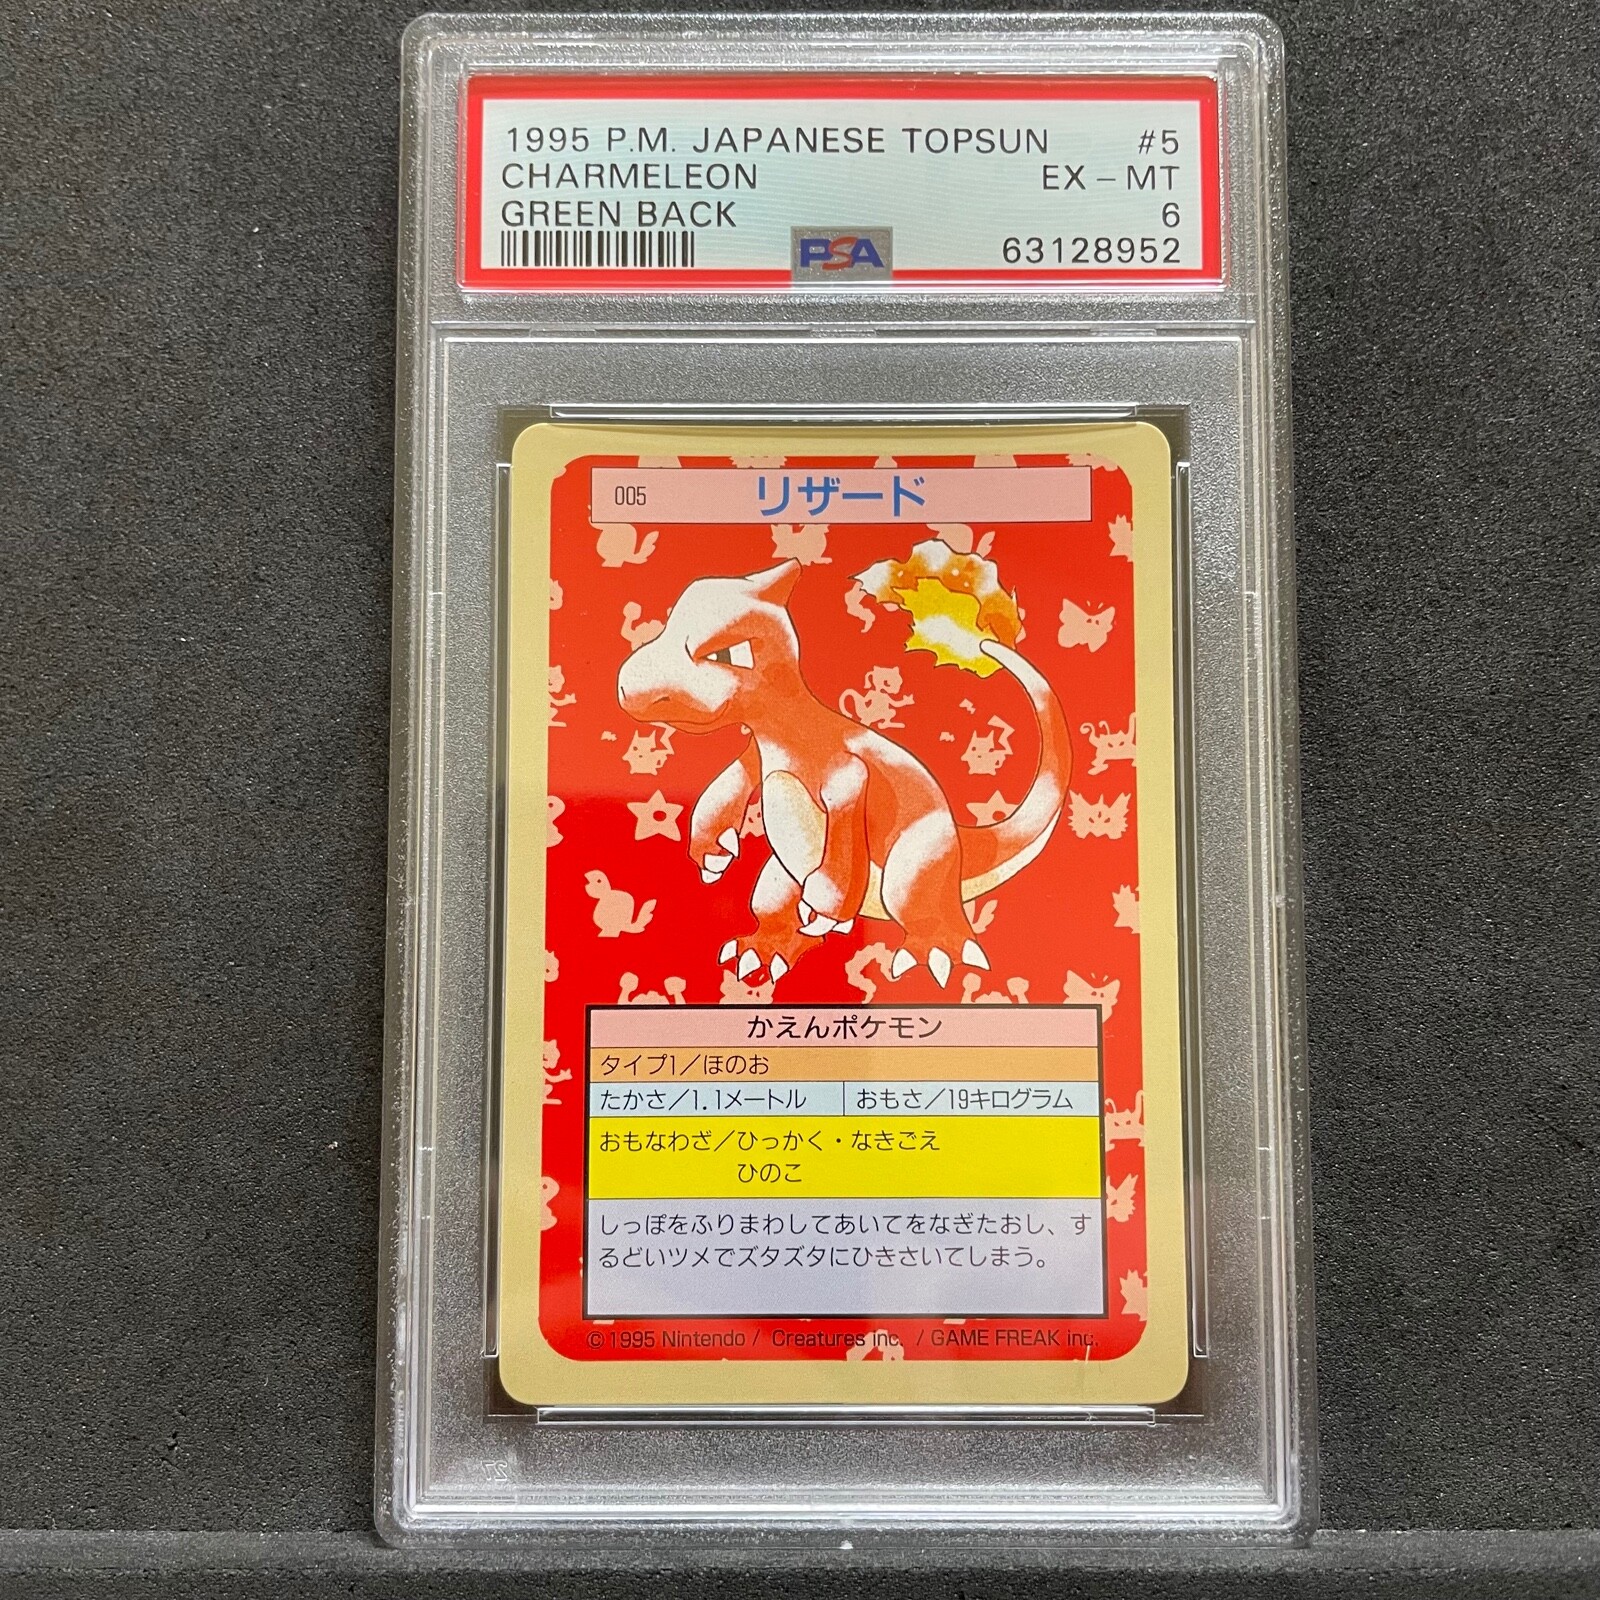 1995 P.M. JAPANESE TOPSUN #5
CHARMELEON EX - MT
GREEN BACK 6
PSA 63128952
005 リザード
かえんポケモン
タイプ1／ほのお
たかさ／1.1メートル おもさ／19キログラム
おもなわざ／ひっかく・なきごえ
ひのこ
しっぽをふりまわしてあいてをなぎたおし、す
るどいツメでズタズタにひきさいてしまう。
©1995 Nintendo / Creatures inc. / GAME FREAK inc.
27